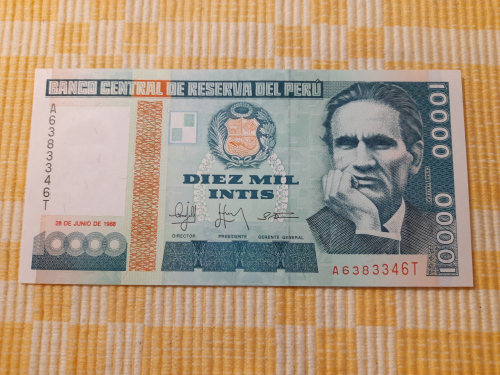 BANCO CENTRAL DE RESERVA DEL PERÚ
A6383346T
DIEZ MIL
INTIS
28 DE JUNIO DE 1988
10000
DIRECTOR
PRESIDENTE
GERENTE GENERAL
A6383346T
10000
10000